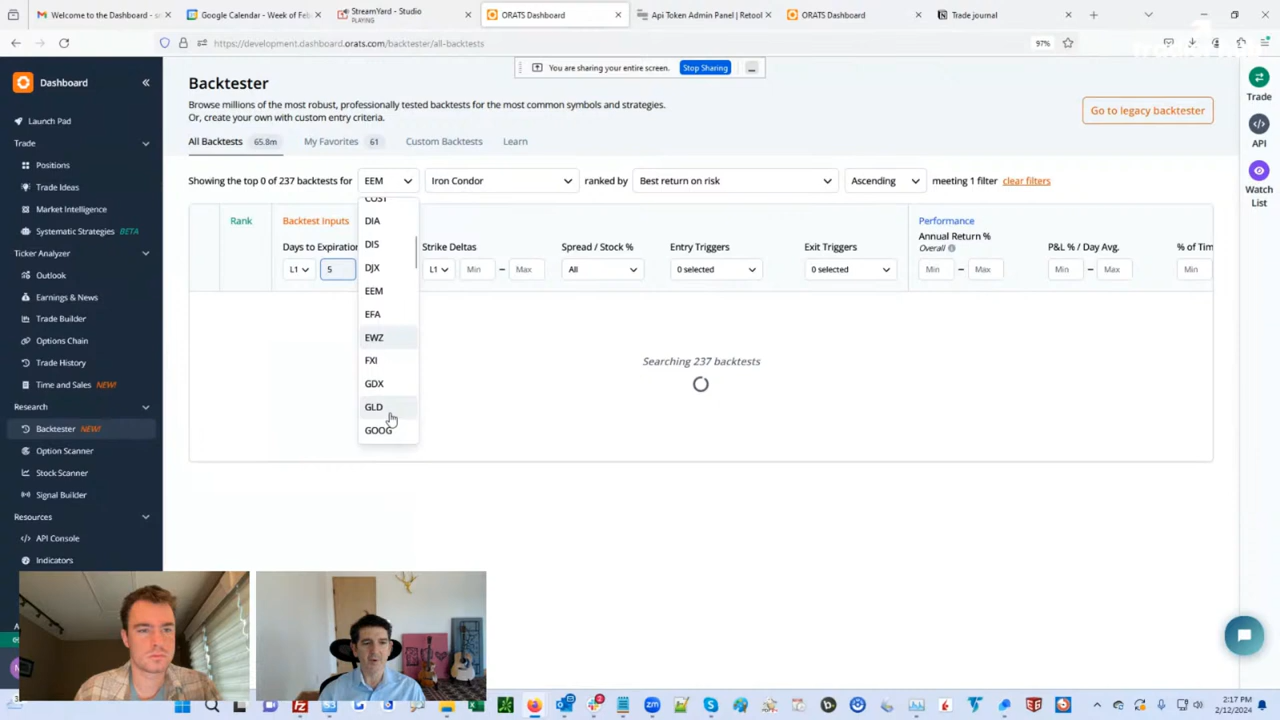 Welcome to the Dashboard - s
Google Calendar - Week of Feb
StreamYard - Studio
PLAYING
ORATS Dashboard
Api Token Admin Panel | Retool
ORATS Dashboard
Trade journal
https://development.dashboard.orats.com/backtester/all-backtests
97%
You are sharing your entire screen.
Stop Sharing
Dashboard
Launch Pad
Trade
Positions
Trade Ideas
Market Intelligence
Systematic Strategies BETA
Ticker Analyzer
Outlook
Earnings & News
Trade Builder
Options Chain
Trade History
Time and Sales NEW!
Research
Backtester NEW!
Option Scanner
Stock Scanner
Signal Builder
Resources
API Console
Indicators
Backtester
Browse millions of the most robust, professionally tested backtests for the most common symbols and strategies.
Or, create your own with custom entry criteria.
Go to legacy backtester
All Backtests 65.8m
My Favorites 61
Custom Backtests
Learn
Showing the top 0 of 237 backtests for EEM Iron Condor ranked by Best return on risk Ascending meeting 1 filter clear filters
Rank
Backtest Inputs
Performance
Days to Expiration
Strike Deltas
Spread / Stock %
Entry Triggers
Exit Triggers
Annual Return %
Overall
P&L % / Day Avg.
% of Tim
L1
5
L1
Min
–
Max
All
0 selected
0 selected
Min
–
Max
Min
–
Max
Min
COST
DIA
DIS
DJX
EEM
EFA
EWZ
FXI
GDX
GLD
GOOG
Searching 237 backtests
Trade
API
Watch
List
2:17 PM
2/12/2024